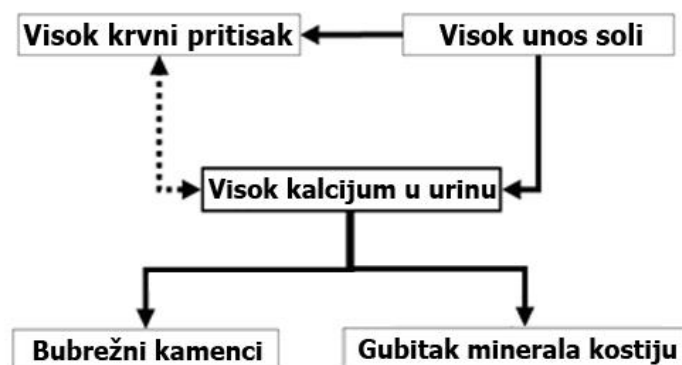 Visok krvni pritisak
Visok unos soli
Visok kalcijum u urinu
Bubrežni kamenci
Gubitak minerala kostiju